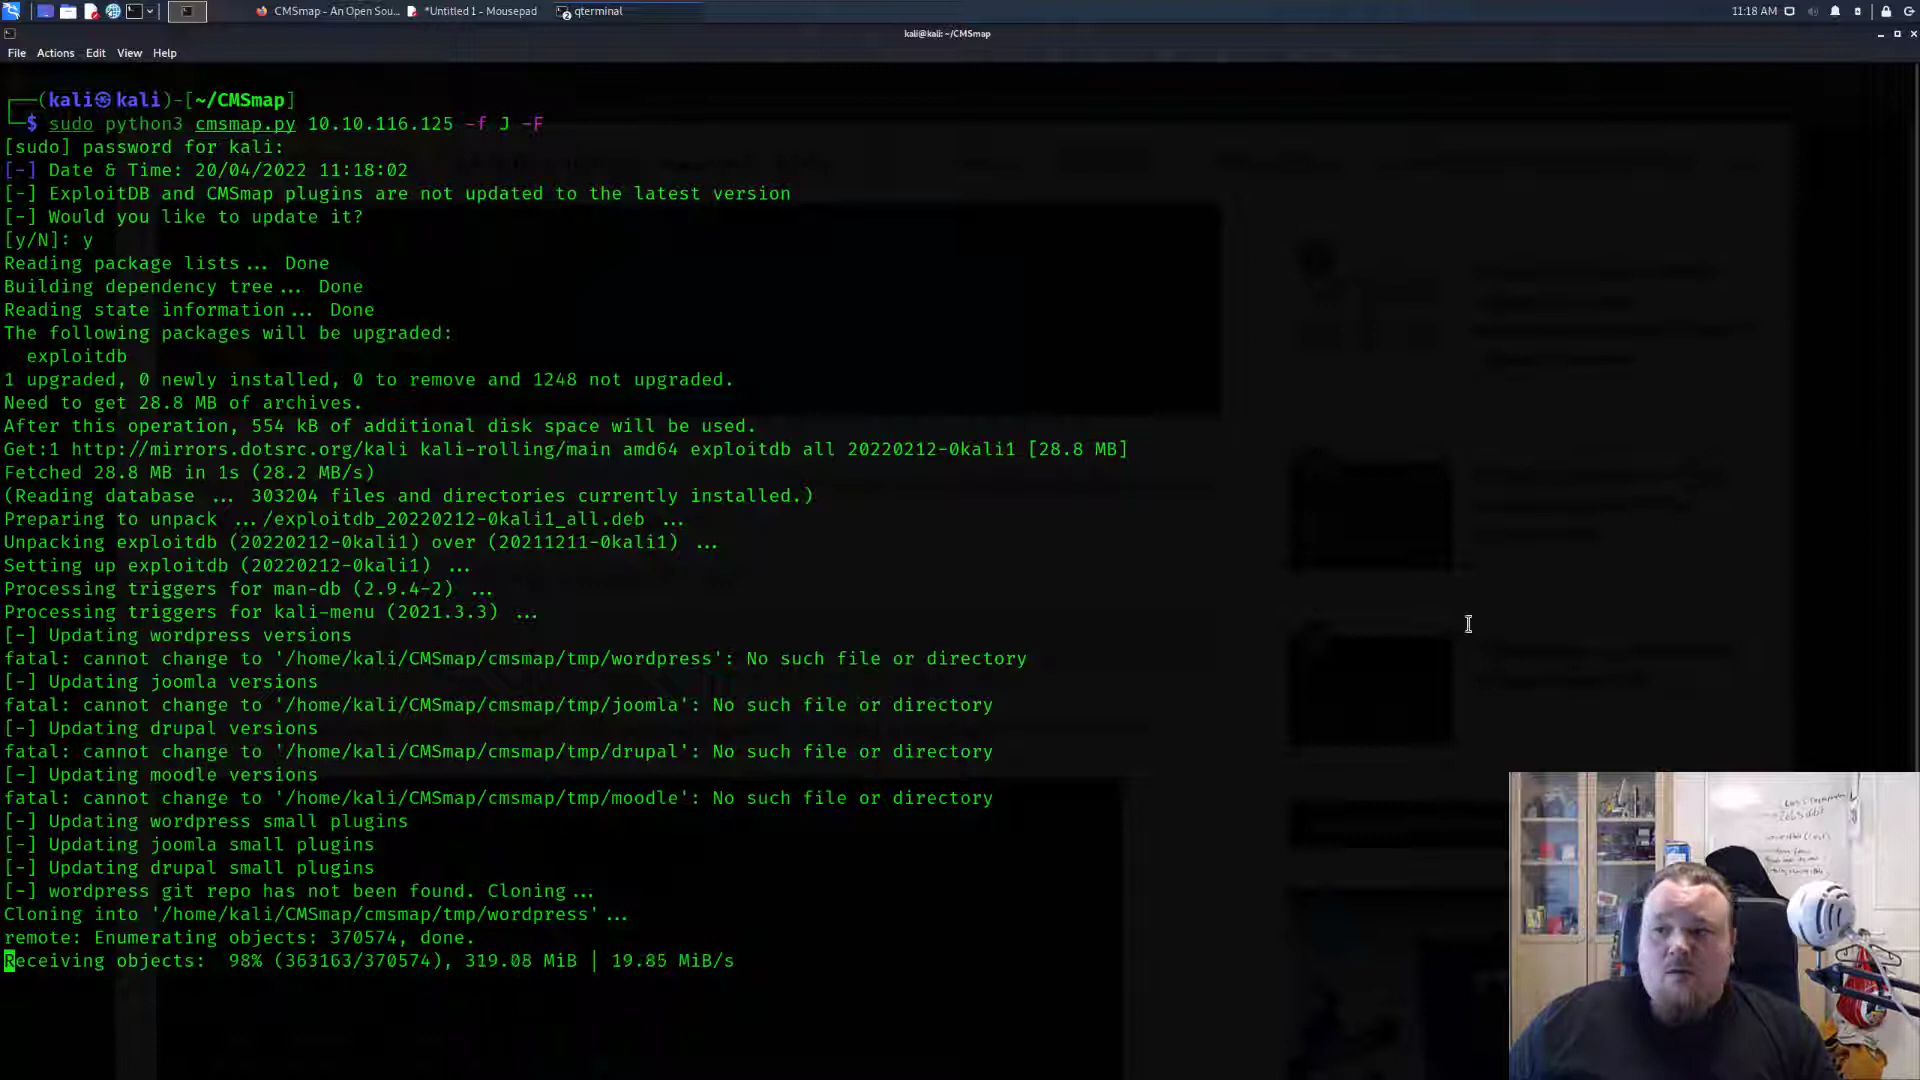 CMSmap - An Open Sou...
*Untitled 1 - Mousepad
qterminal
11:18 AM
kali@kali: ~/CMSmap
File Actions Edit View Help
(kali㉿kali)-[~/CMSmap]
$ sudo python3 cmsmap.py 10.10.116.125 -f J -F
[sudo] password for kali:
[-] Date & Time: 20/04/2022 11:18:02
[-] ExploitDB and CMSmap plugins are not updated to the latest version
[-] Would you like to update it?
[y/N]: y
Reading package lists... Done
Building dependency tree... Done
Reading state information... Done
The following packages will be upgraded:
exploitdb
1 upgraded, 0 newly installed, 0 to remove and 1248 not upgraded.
Need to get 28.8 MB of archives.
After this operation, 554 kB of additional disk space will be used.
Get:1 http://mirrors.dotsrc.org/kali kali-rolling/main amd64 exploitdb all 20220212-0kali1 [28.8 MB]
Fetched 28.8 MB in 1s (28.2 MB/s)
(Reading database ... 303204 files and directories currently installed.)
Preparing to unpack .../exploitdb_20220212-0kali1_all.deb ...
Unpacking exploitdb (20220212-0kali1) over (20211211-0kali1) ...
Setting up exploitdb (20220212-0kali1) ...
Processing triggers for man-db (2.9.4-2) ...
Processing triggers for kali-menu (2021.3.3) ...
[-] Updating wordpress versions
fatal: cannot change to '/home/kali/CMSmap/cmsmap/tmp/wordpress': No such file or directory
[-] Updating joomla versions
fatal: cannot change to '/home/kali/CMSmap/cmsmap/tmp/joomla': No such file or directory
[-] Updating drupal versions
fatal: cannot change to '/home/kali/CMSmap/cmsmap/tmp/drupal': No such file or directory
[-] Updating moodle versions
fatal: cannot change to '/home/kali/CMSmap/cmsmap/tmp/moodle': No such file or directory
[-] Updating wordpress small plugins
[-] Updating joomla small plugins
[-] Updating drupal small plugins
[-] wordpress git repo has not been found. Cloning...
Cloning into '/home/kali/CMSmap/cmsmap/tmp/wordpress'...
remote: Enumerating objects: 370574, done.
Receiving objects: 98% (363163/370574), 319.08 MiB | 19.85 MiB/s